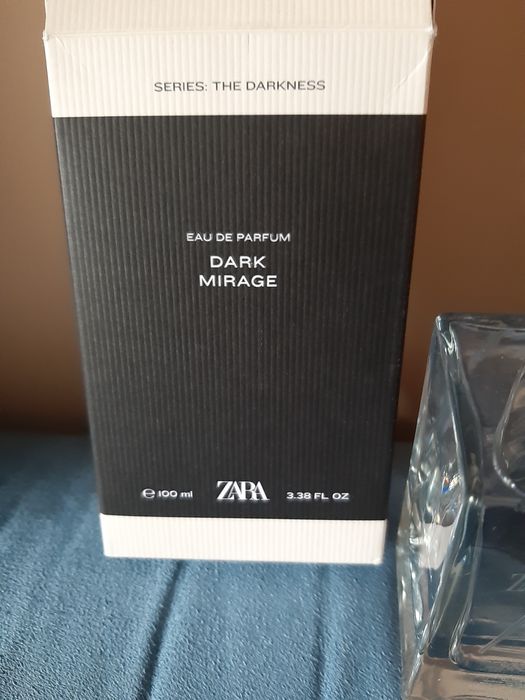 SERIES: THE DARKNESS
EAU DE PARFUM
DARK
MIRAGE
℮ 100 ml ZARA 3.38 FL OZ